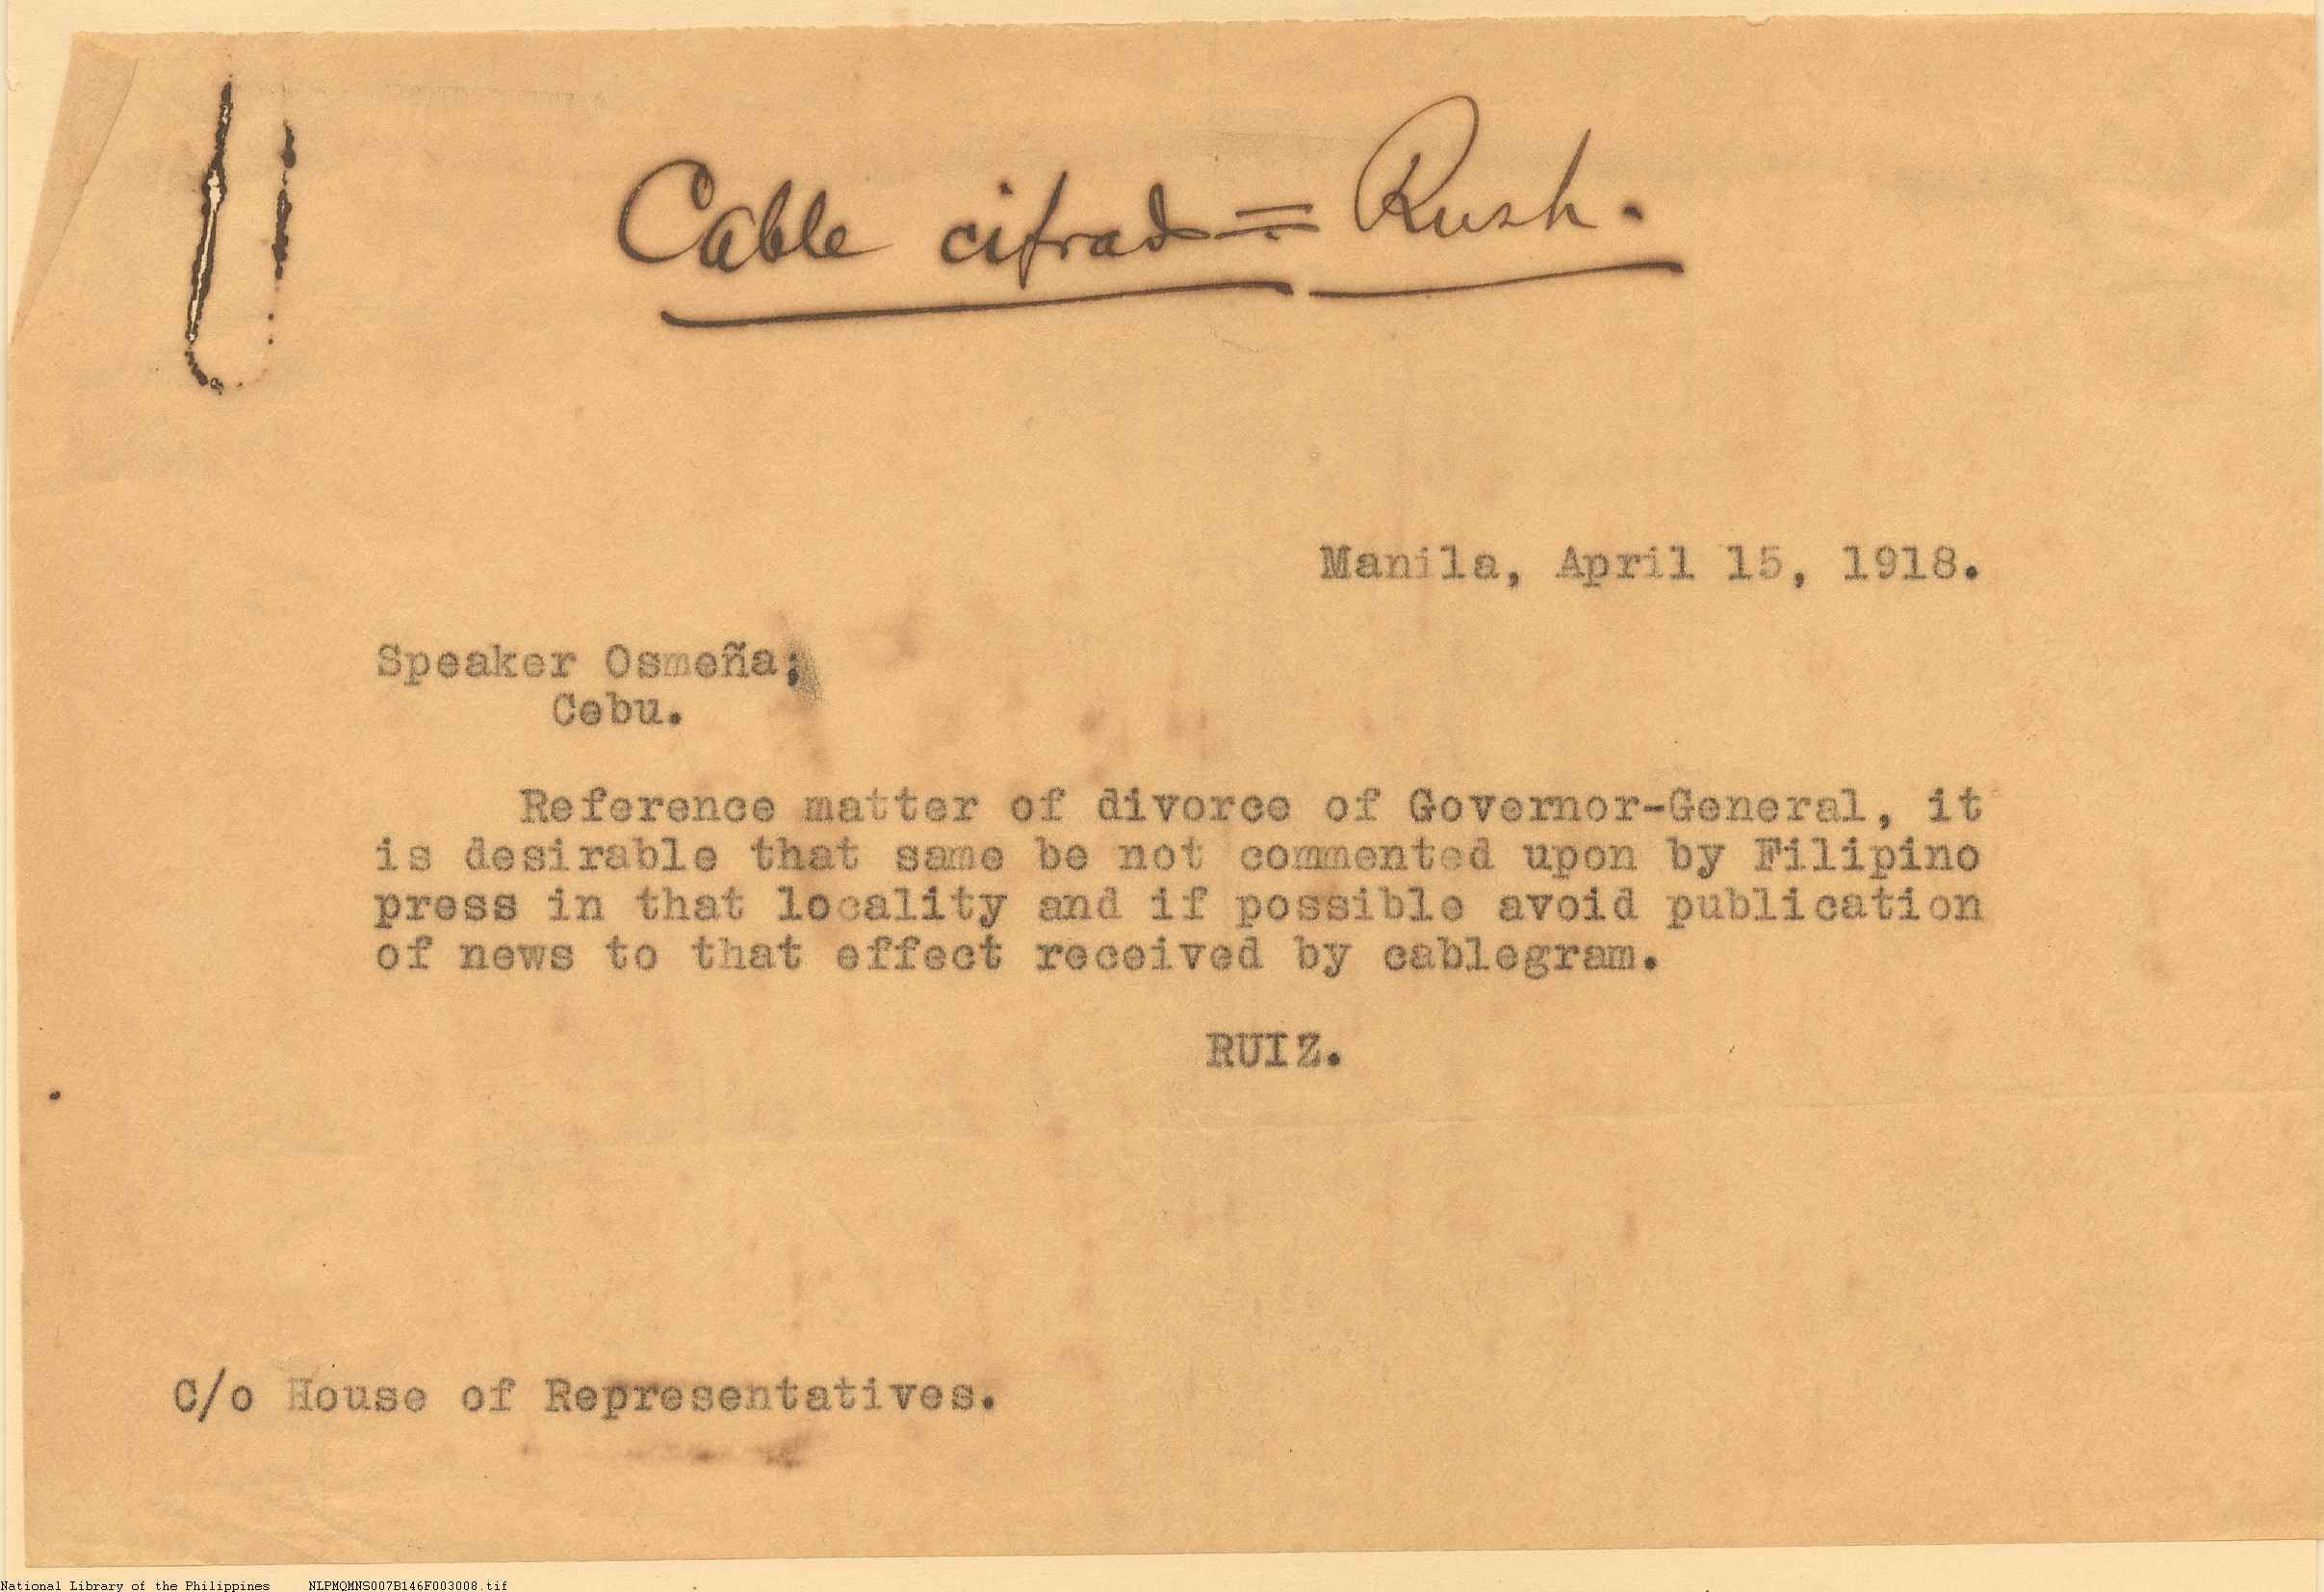 Cable cifrado = Rush.
Manila, April 15, 1918.
Speaker Osmeña;
Cebu.
Reference matter of divorce of Governor-General, it
is desirable that same be not commented upon by Filipino
press in that locality and if possible avoid publication
of news to that effect received by cablegram.
RUIZ.
C/o House of Representatives.
National Library of the Philippines NLPMQMNS007B146F003008.tif